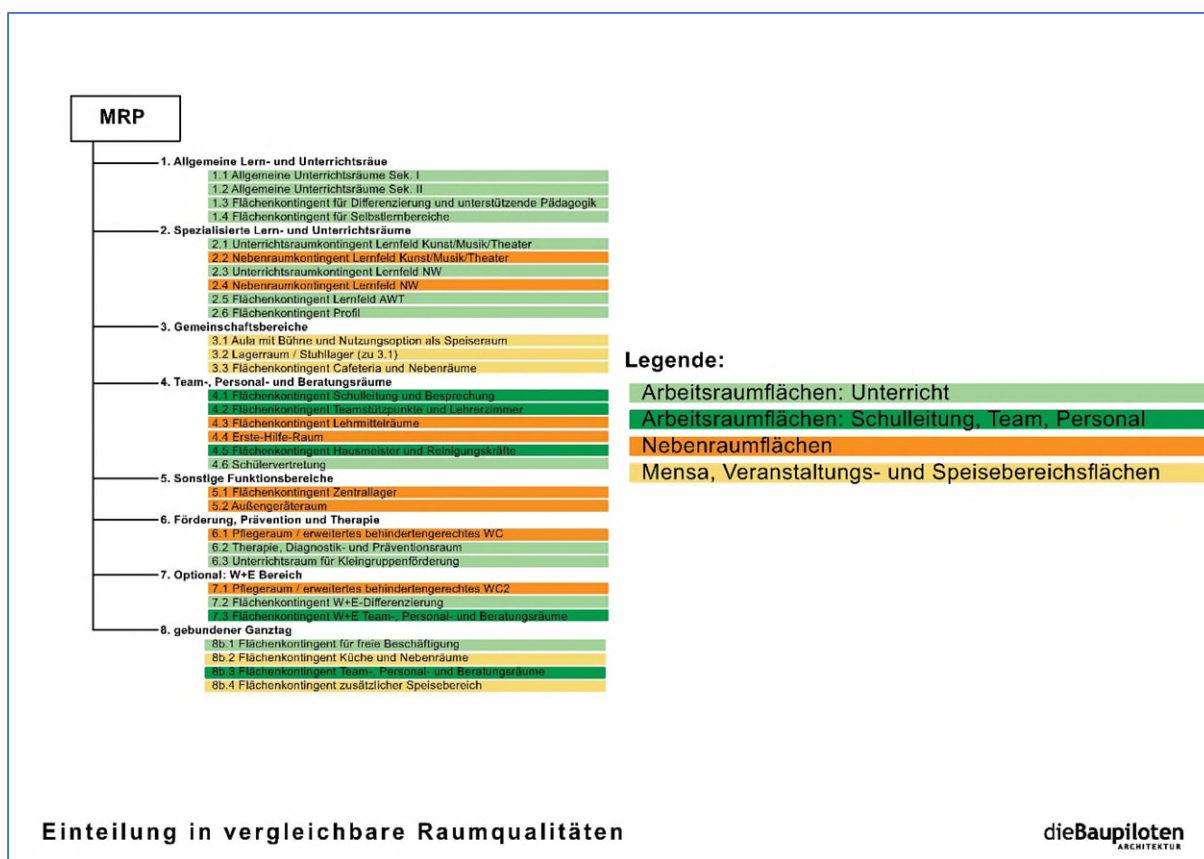 MRP
1. Allgemeine Lern- und Unterrichtsräue
1.1 Allgemeine Unterrichtsräume Sek. I
1.2 Allgemeine Unterrichtsräume Sek. II
1.3 Flächenkontingent für Differenzierung und unterstützende Pädagogik
1.4 Flächenkontingent für Selbstlernbereiche
2. Spezialisierte Lern- und Unterrichtsräume
2.1 Unterrichtsraumkontingent Lernfeld Kunst/Musik/Theater
2.2 Nebenraumkontingent Lernfeld Kunst/Musik/Theater
2.3 Unterrichtsraumkontingent Lernfeld NW
2.4 Nebenraumkontingent Lernfeld NW
2.5 Flächenkontingent Lernfeld AWT
2.6 Flächenkontingent Profil
3. Gemeinschaftsbereiche
3.1 Aula mit Bühne und Nutzungsoption als Speiseraum
3.2 Lagerraum / Stuhllager (zu 3.1)
3.3 Flächenkontingent Cafeteria und Nebenräume
4. Team-, Personal- und Beratungsräume
4.1 Flächenkontingent Schulleitung und Besprechung
4.2 Flächenkontingent Teamstützpunkte und Lehrerzimmer
4.3 Flächenkontingent Lehrmittelräume
4.4 Erste-Hilfe-Raum
4.5 Flächenkontingent Hausmeister und Reinigungskräfte
4.6 Schülervertretung
5. Sonstige Funktionsbereiche
5.1 Flächenkontingent Zentrallager
5.2 Außengeräteraum
6. Förderung, Prävention und Therapie
6.1 Pflegeraum / erweitertes behindertengerechtes WC
6.2 Therapie, Diagnostik- und Präventionsraum
6.3 Unterrichtsraum für Kleingruppenförderung
7. Optional: W+E Bereich
7.1 Pflegeraum / erweitertes behindertengerechtes WC2
7.2 Flächenkontingent W+E-Differenzierung
7.3 Flächenkontingent W+E Team-, Personal- und Beratungsräume
8. gebundener Ganztag
8b.1 Flächenkontingent für freie Beschäftigung
8b.2 Flächenkontingent Küche und Nebenräume
8b.3 Flächenkontingent Team-, Personal- und Beratungsräume
8b.4 Flächenkontingent zusätzlicher Speisebereich
Legende:
Arbeitsraumflächen: Unterricht
Arbeitsraumflächen: Schulleitung, Team, Personal
Nebenraumflächen
Mensa, Veranstaltungs- und Speisebereichsflächen
Einteilung in vergleichbare Raumqualitäten
dieBaupiloten
ARCHITEKTUR